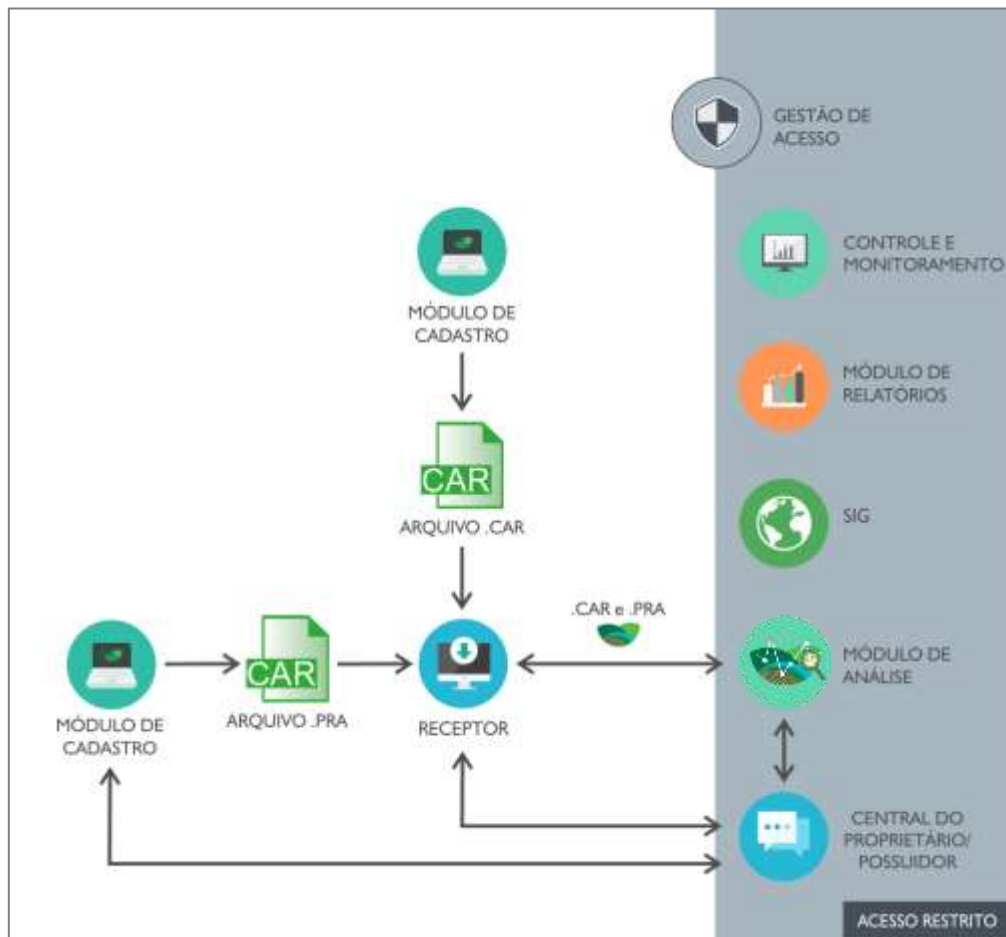 GESTÃO DE
ACESSO
CONTROLE E
MONITORAMENTO
MÓDULO DE
CADASTRO
MÓDULO DE
RELATÓRIOS
CAR
ARQUIVO .CAR
SIG
.CAR e .PRA
CAR
MÓDULO DE
ANÁLISE
MÓDULO DE
CADASTRO
ARQUIVO .PRA
RECEPTOR
CENTRAL DO
PROPRIETÁRIO/
POSSUIDOR
ACESSO RESTRITO